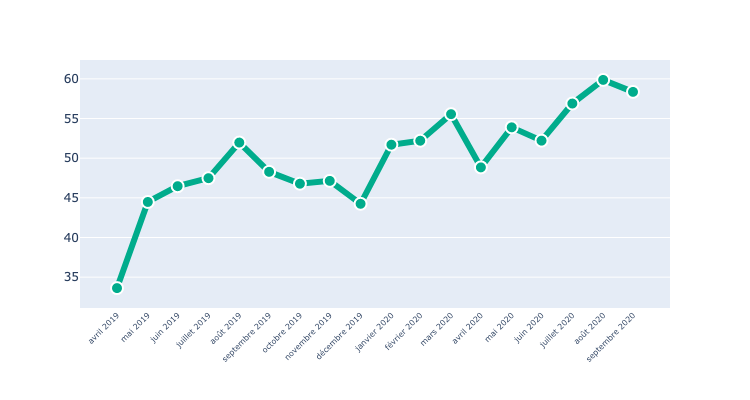 60
55
50
45
40
35
avril 2019
mai 2019
juin 2019
juillet 2019
août 2019
septembre 2019
octobre 2019
novembre 2019
décembre 2019
janvier 2020
février 2020
mars 2020
avril 2020
mai 2020
juin 2020
juillet 2020
août 2020
septembre 2020